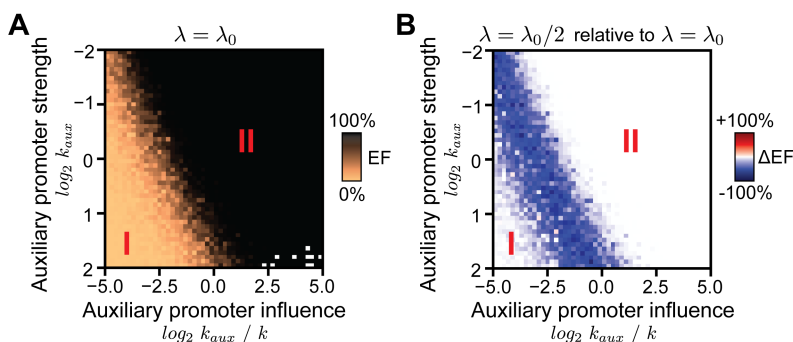 A
λ = λ₀
Auxiliary promoter strength
log₂ kₐᵤₓ
−2
−1
0
1
2
−5.0
−2.5
0.0
2.5
5.0
I
II
Auxiliary promoter influence
log₂ kₐᵤₓ / k
100%
EF
0%
B
λ = λ₀/2 relative to λ = λ₀
Auxiliary promoter strength
log₂ kₐᵤₓ
−2
−1
0
1
2
−5.0
−2.5
0.0
2.5
5.0
I
II
Auxiliary promoter influence
log₂ kₐᵤₓ / k
+100%
ΔEF
-100%